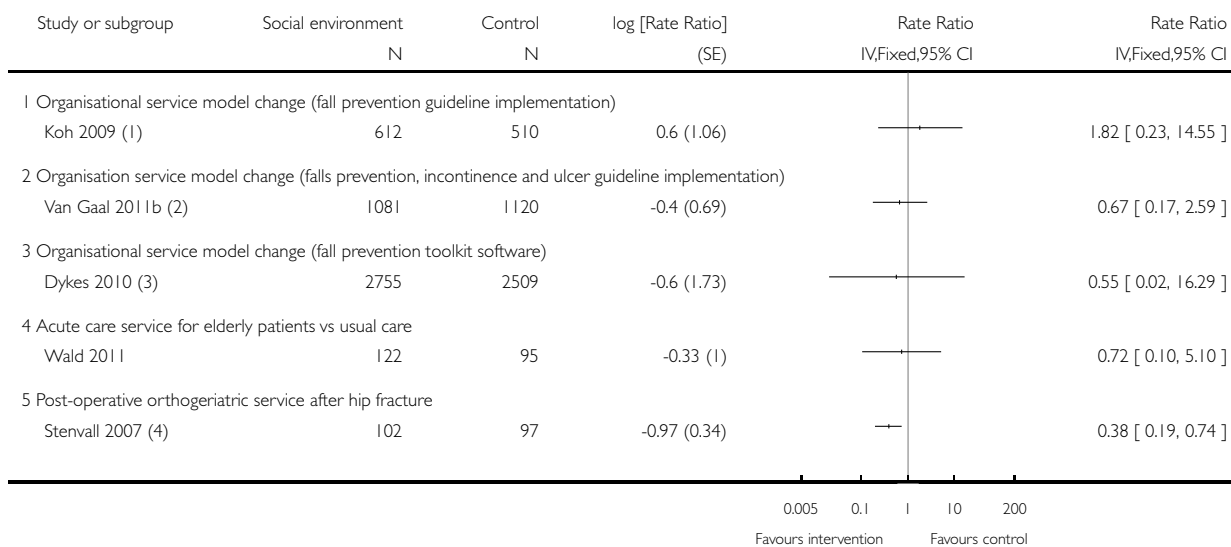 Study or subgroup Social environment Control log [Rate Ratio] Rate Ratio Rate Ratio
N N (SE) IV,Fixed,95% CI IV,Fixed,95% CI
1 Organisational service model change (fall prevention guideline implementation)
Koh 2009 (1) 612 510 0.6 (1.06) 1.82 [ 0.23, 14.55 ]
2 Organisation service model change (falls prevention, incontinence and ulcer guideline implementation)
Van Gaal 2011b (2) 1081 1120 -0.4 (0.69) 0.67 [ 0.17, 2.59 ]
3 Organisational service model change (fall prevention toolkit software)
Dykes 2010 (3) 2755 2509 -0.6 (1.73) 0.55 [ 0.02, 16.29 ]
4 Acute care service for elderly patients vs usual care
Wald 2011 122 95 -0.33 (1) 0.72 [ 0.10, 5.10 ]
5 Post-operative orthogeriatric service after hip fracture
Stenvall 2007 (4) 102 97 -0.97 (0.34) 0.38 [ 0.19, 0.74 ]
0.005 0.1 1 10 200
Favours intervention Favours control